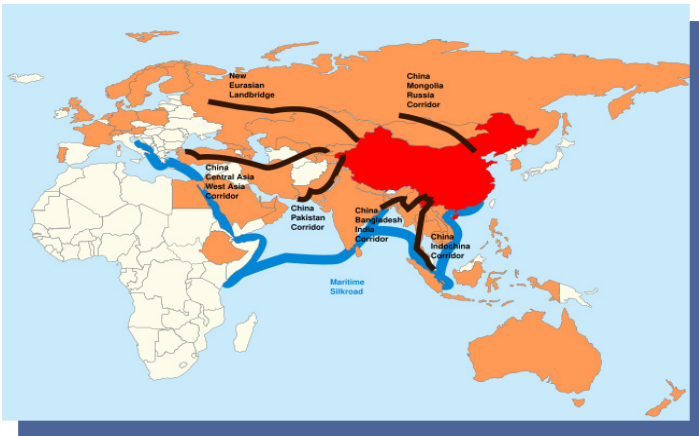 New
Eurasian
Landbridge
China
Mongolia
Russia
Corridor
China
Central Asia
West Asia
Corridor
China
Pakistan
Corridor
China
Bangladesh
India
Corridor
China
Indochina
Corridor
Maritime
Silkroad